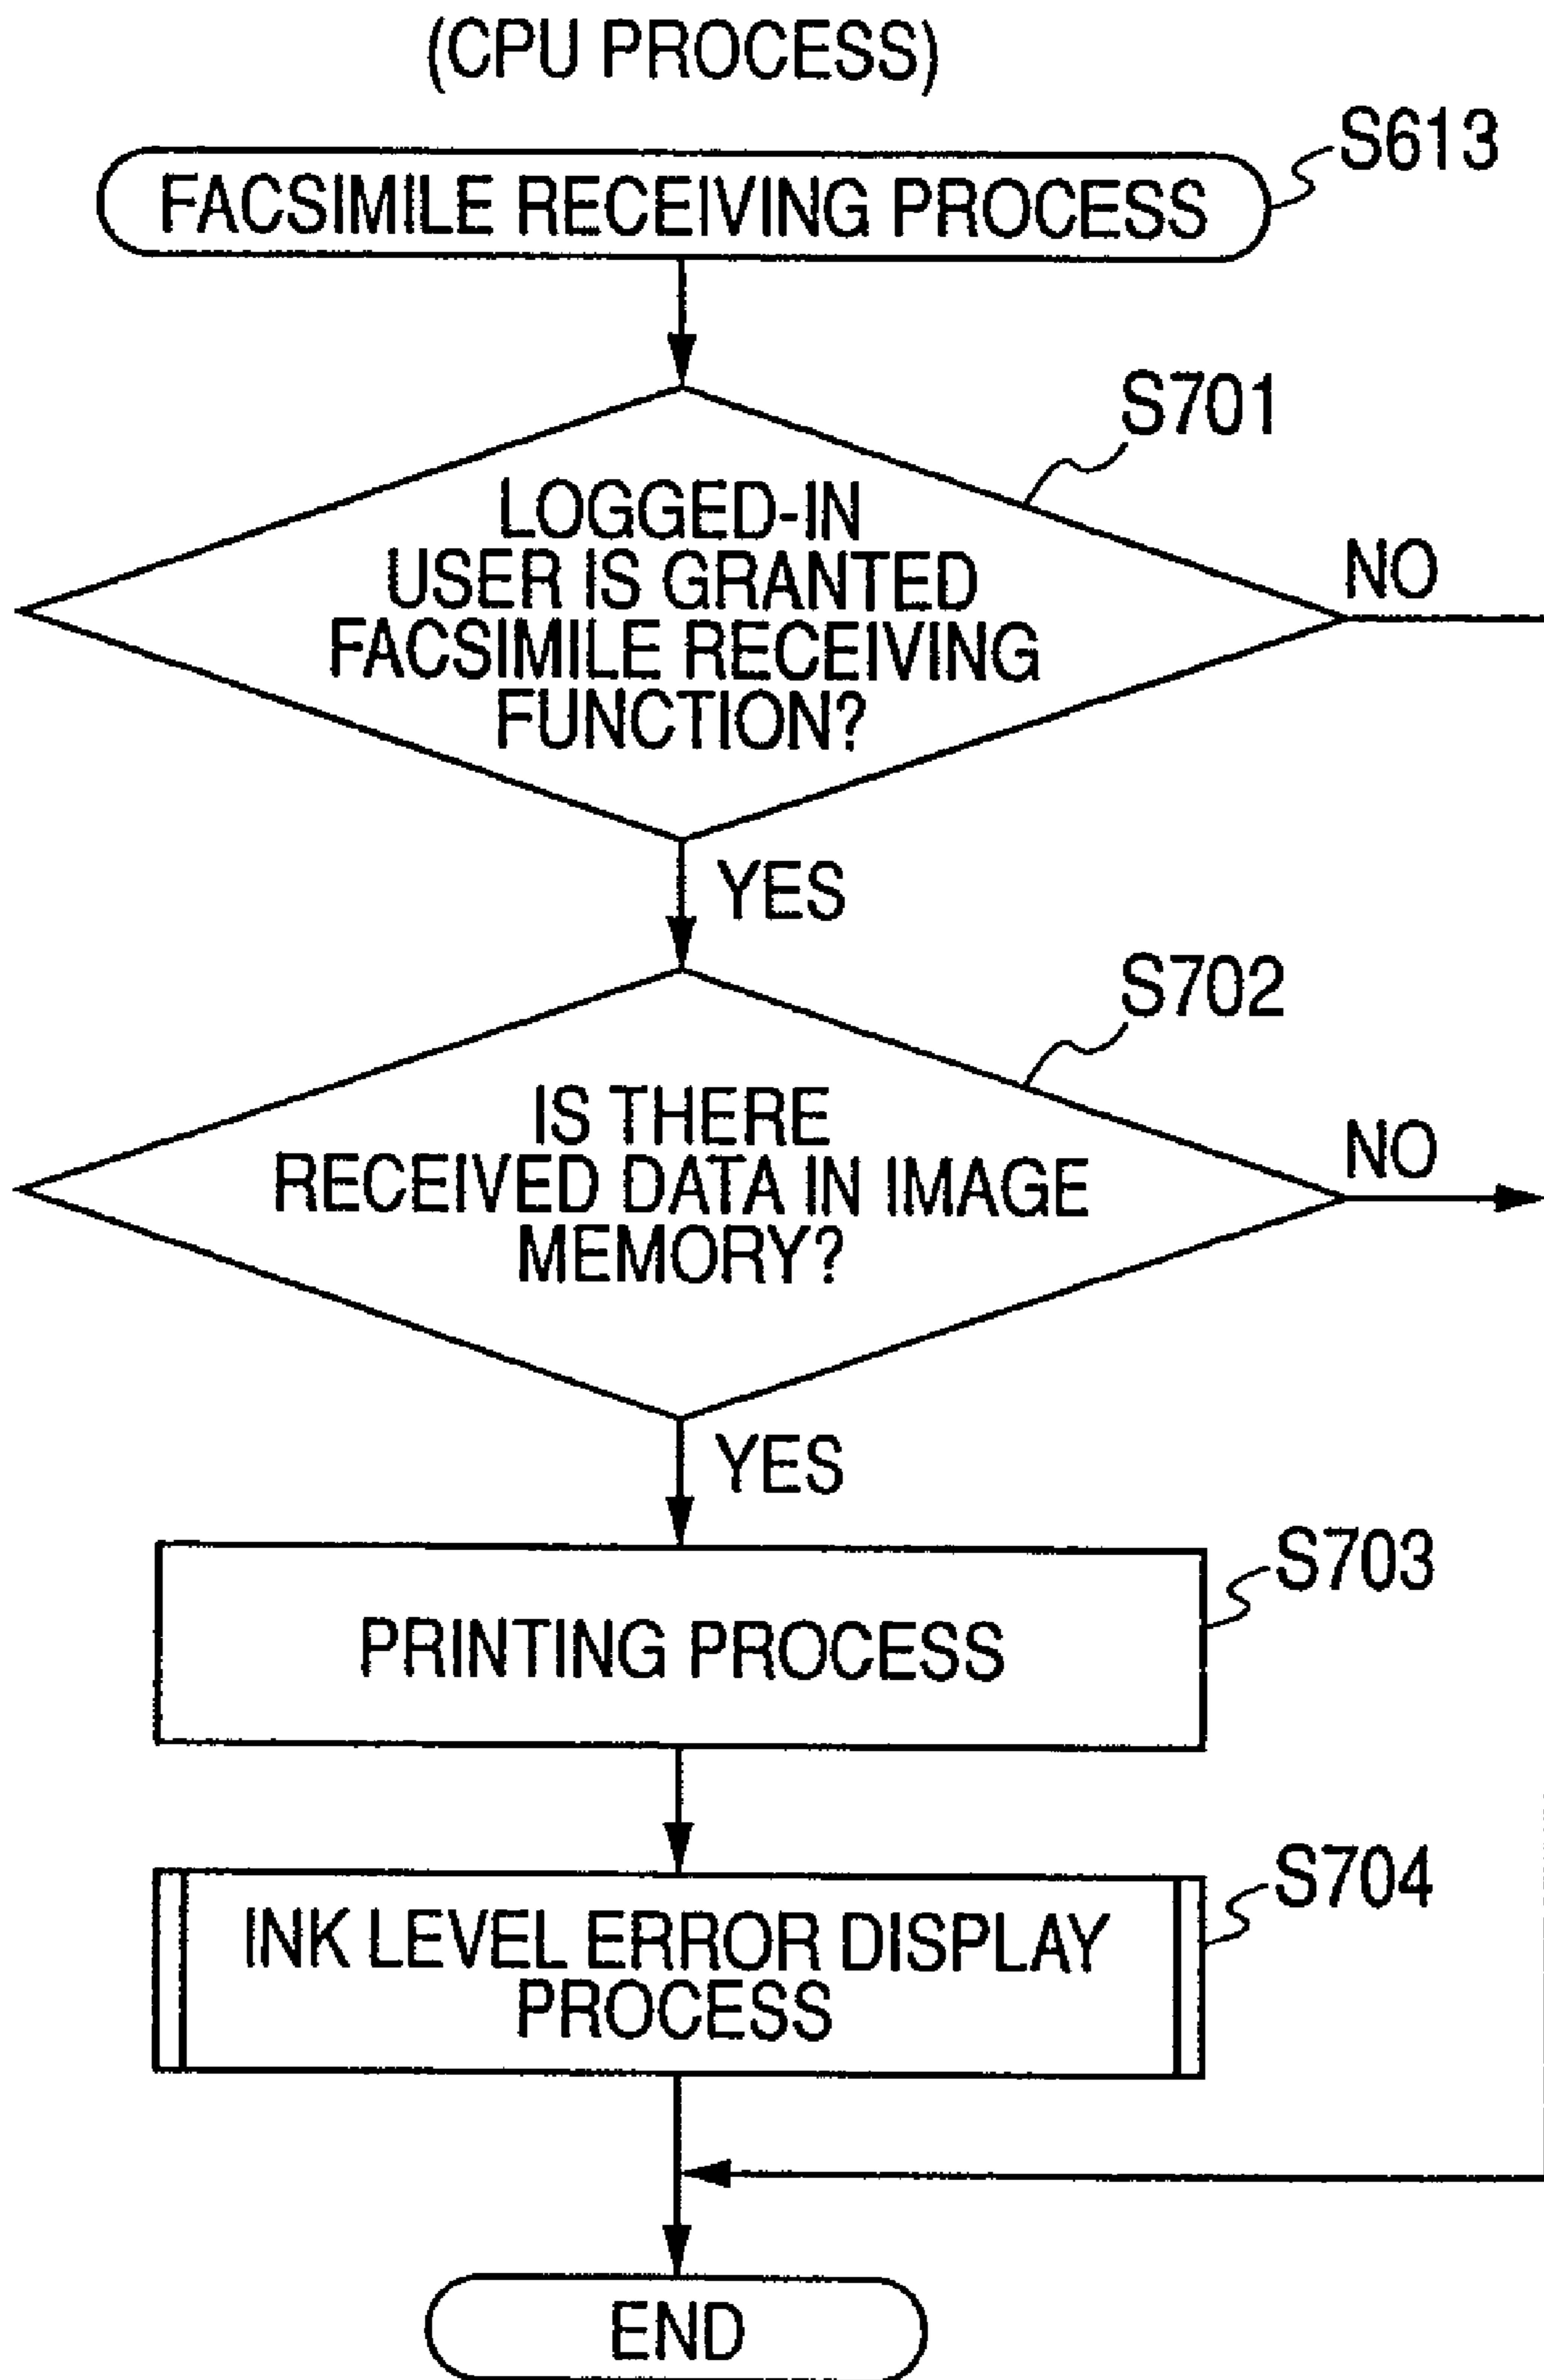 (CPU PROCESS)
FACSIMILE RECEIVING PROCESS
S613
S701
LOGGED-IN
USER IS GRANTED
FACSIMILE RECEIVING
FUNCTION?
NO
YES
S702
IS THERE
RECEIVED DATA IN IMAGE
MEMORY?
NO
YES
S703
PRINTING PROCESS
S704
INK LEVEL ERROR DISPLAY
PROCESS
END